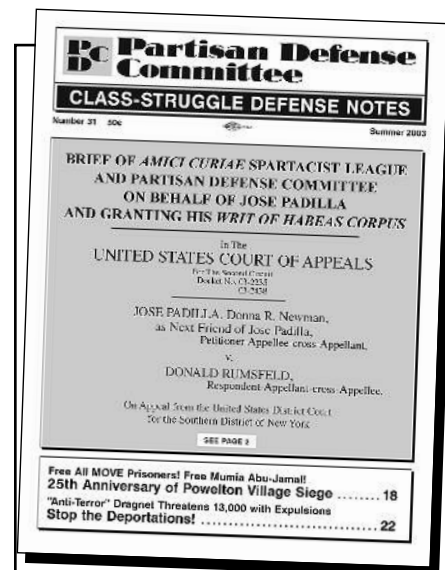 PDC
Partisan Defense
Committee
CLASS-STRUGGLE DEFENSE NOTES
Number 31 50¢
Summer 2003
BRIEF OF AMICI CURIAE SPARTACIST LEAGUE
AND PARTISAN DEFENSE COMMITTEE
ON BEHALF OF JOSE PADILLA
AND GRANTING HIS WRIT OF HABEAS CORPUS
In The
UNITED STATES COURT OF APPEALS
For The Second Circuit
Docket No.
JOSE PADILLA, Donna R. Newman,
as Next Friend of Jose Padilla,
Petitioner-Appellee-cross-Appellant,
v.
DONALD RUMSFELD,
Respondent-Appellant-cross-Appellee.
On Appeal from the United States District Court
for the Southern District of New York
SEE PAGE 2
Free All MOVE Prisoners! Free Mumia Abu-Jamal!
25th Anniversary of Powelton Village Siege ........ 18
"Anti-Terror" Dragnet Threatens 13,000 with Expulsions
Stop the Deportations! ........................ 22